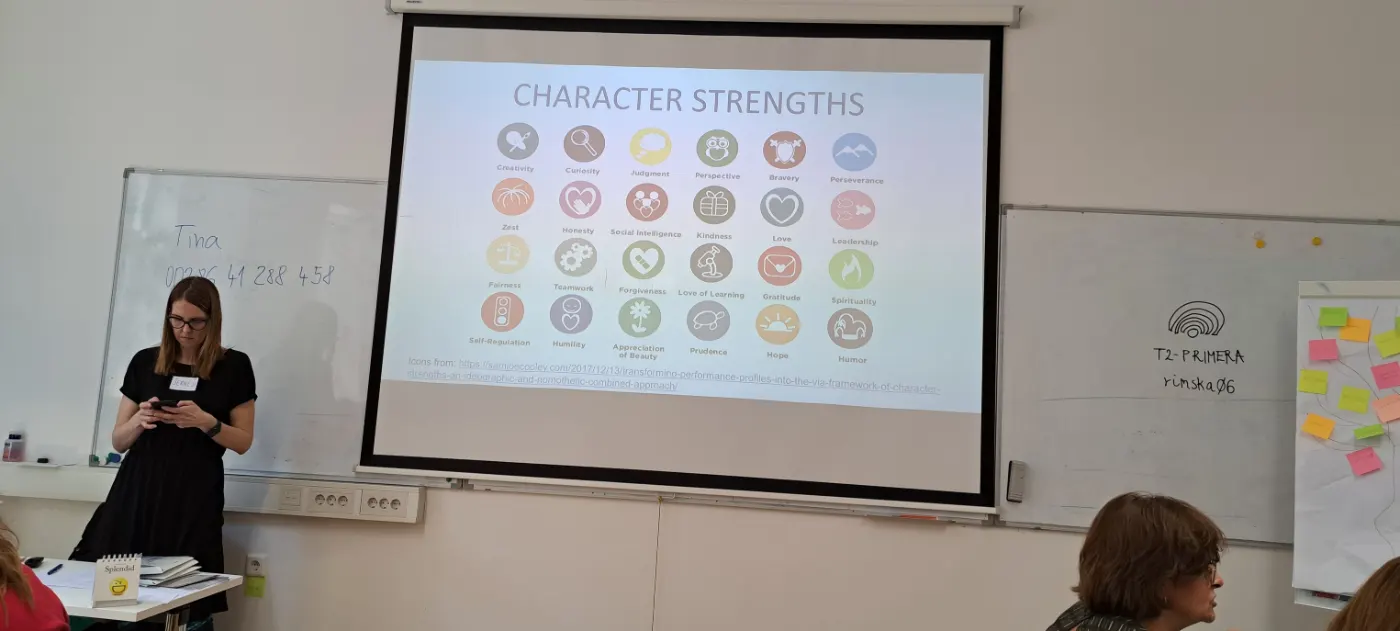 CHARACTER STRENGTHS
Creativity Curiosity Judgment Perspective Bravery Perseverance
Zest Honesty Social Intelligence Kindness Love Leadership
Fairness Teamwork Forgiveness Love of Learning Gratitude Spirituality
Self-Regulation Humility Appreciation of Beauty Prudence Hope Humor
Icons from:
Tina
41 288 458
T2-PRIMERA
rimska06
Splendid